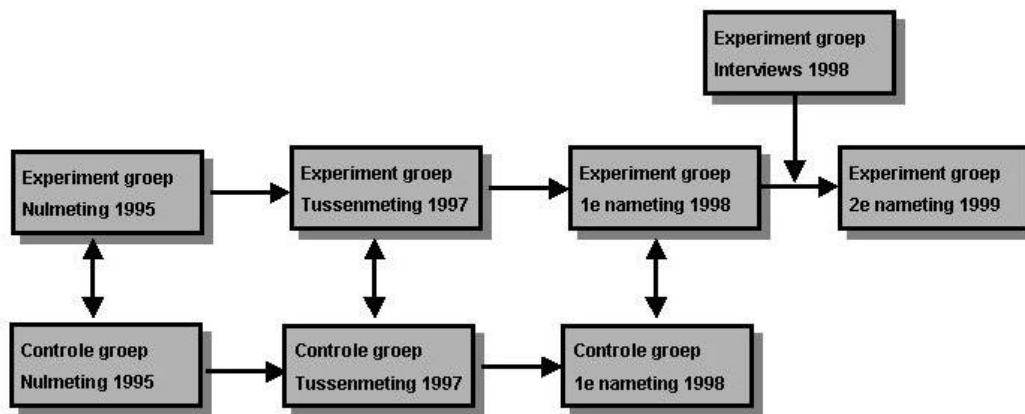 Experiment groep
Interviews 1998
Experiment groep
Nulmeting 1995
Experiment groep
Tussenmeting 1997
Experiment groep
1e nameting 1998
Experiment groep
2e nameting 1999
Controle groep
Nulmeting 1995
Controle groep
Tussenmeting 1997
Controle groep
1e nameting 1998